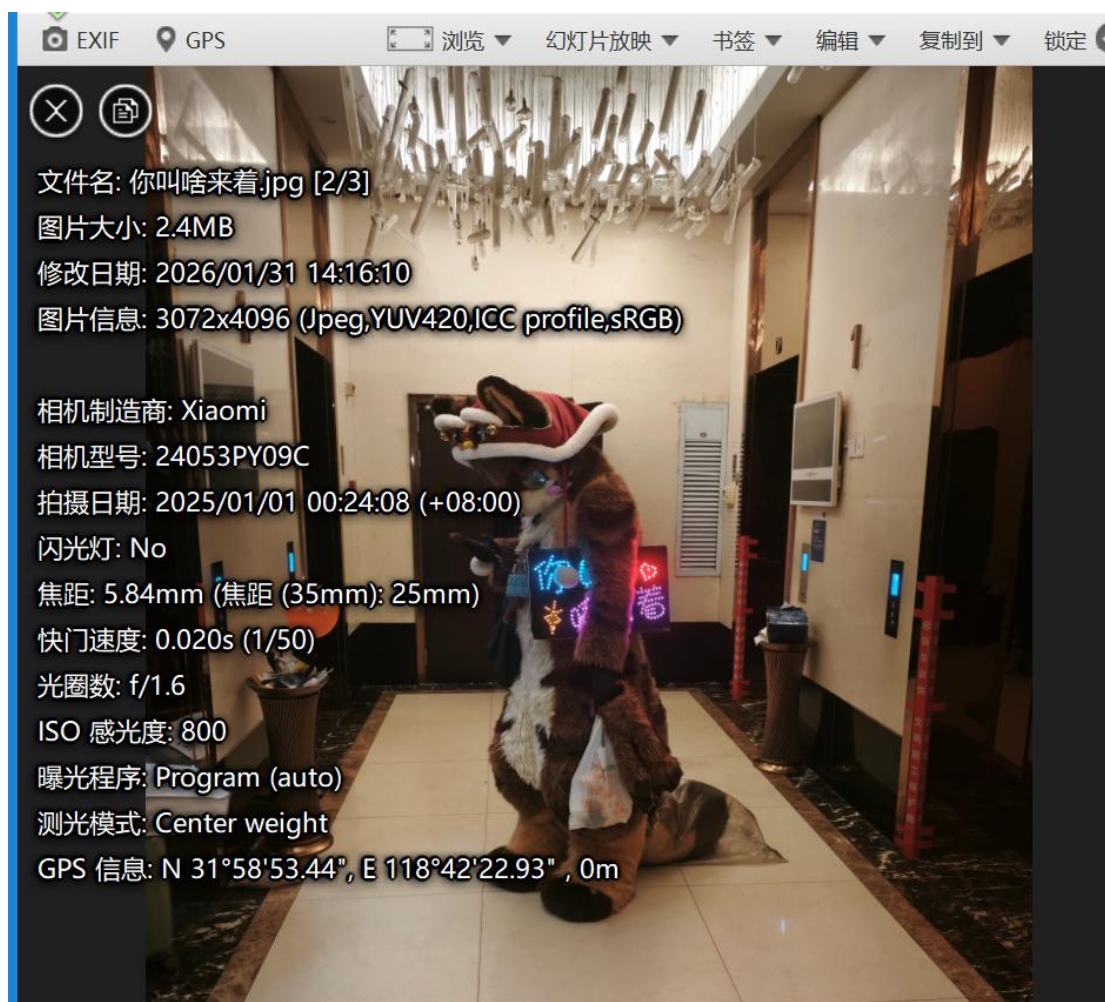 EXIF GPS 浏览 幻灯片放映 书签 编辑 复制到 锁定
文件名: 你叫啥来着.jpg [2/3]
图片大小: 2.4MB
修改日期: 2026/01/31 14:16:10
图片信息: 3072x4096 (Jpeg,YUV420,ICC profile,sRGB)
相机制造商: Xiaomi
相机型号: 24053PY09C
拍摄日期: 2025/01/01 00:24:08 (+08:00)
闪光灯: No
焦距: 5.84mm (焦距 (35mm): 25mm)
快门速度: 0.020s (1/50)
光圈数: f/1.6
ISO 感光度: 800
曝光程序: Program (auto)
测光模式: Center weight
GPS 信息: N 31°58'53.44", E 118°42'22.93" , 0m
1
你
着